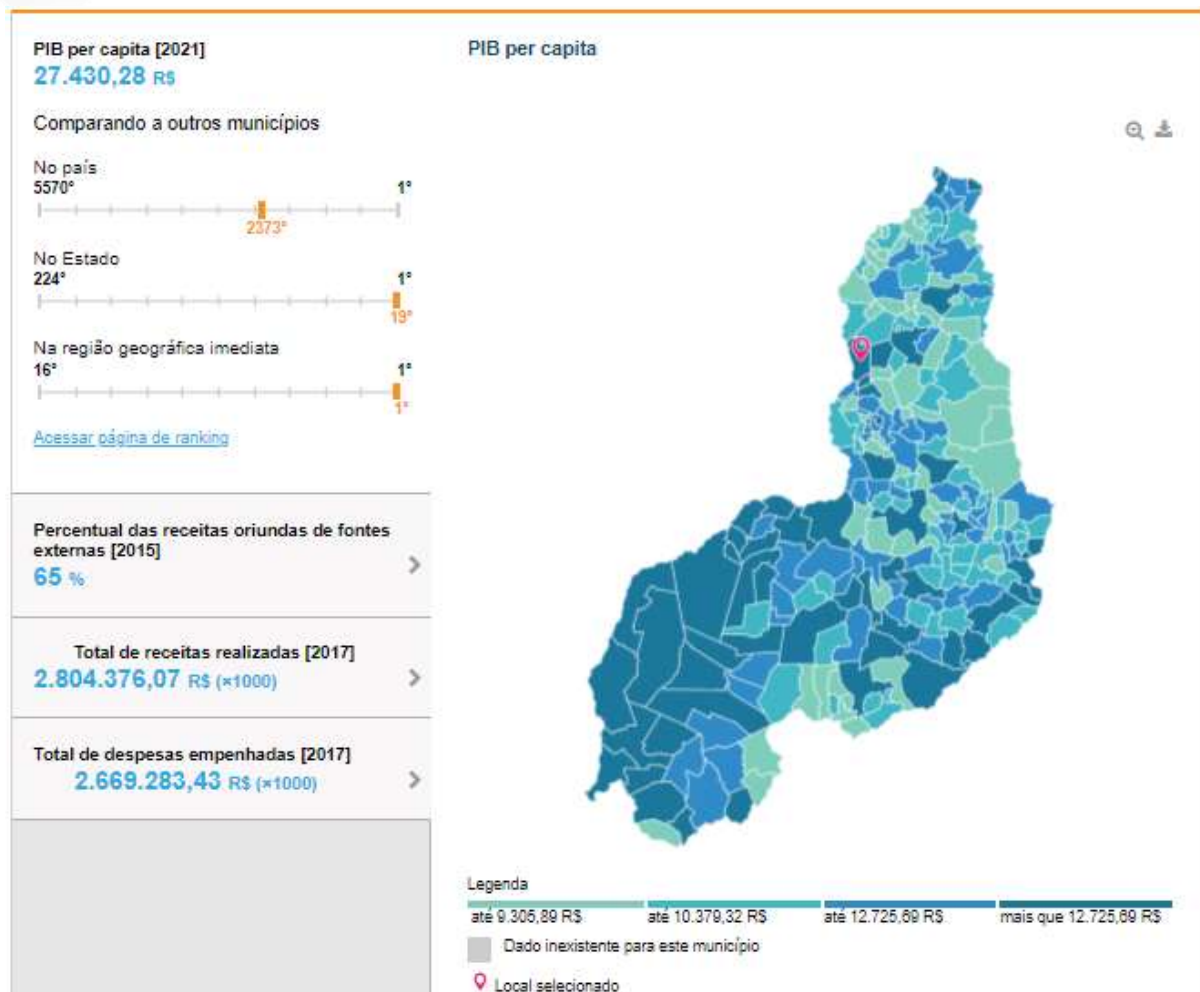 PIB per capita [2021]
27.430,28 R$
Comparando a outros municípios
No país
5570° 1°
2373°
No Estado
224° 1°
19°
Na região geográfica imediata
16° 1°
1°
Acessar página de ranking
Percentual das receitas oriundas de fontes
externas [2015]
65 %
Total de receitas realizadas [2017]
2.804.376,07 R$ (×1000)
Total de despesas empenhadas [2017]
2.669.283,43 R$ (×1000)
PIB per capita
Legenda
até 9.305,89 R$ até 10.379,32 R$ até 12.725,69 R$ mais que 12.725,69 R$
Dado inexistente para este município
Local selecionado